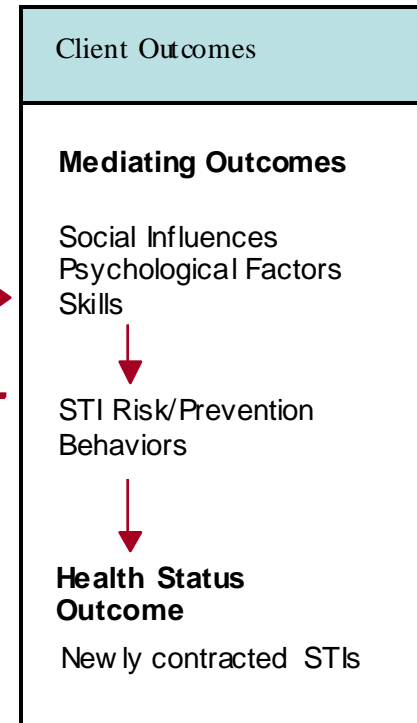 Client Outcomes
Mediating Outcomes
Social Influences
Psychological Factors
Skills
STI Risk/Prevention
Behaviors
Health Status
Outcome
Newly contracted STIs